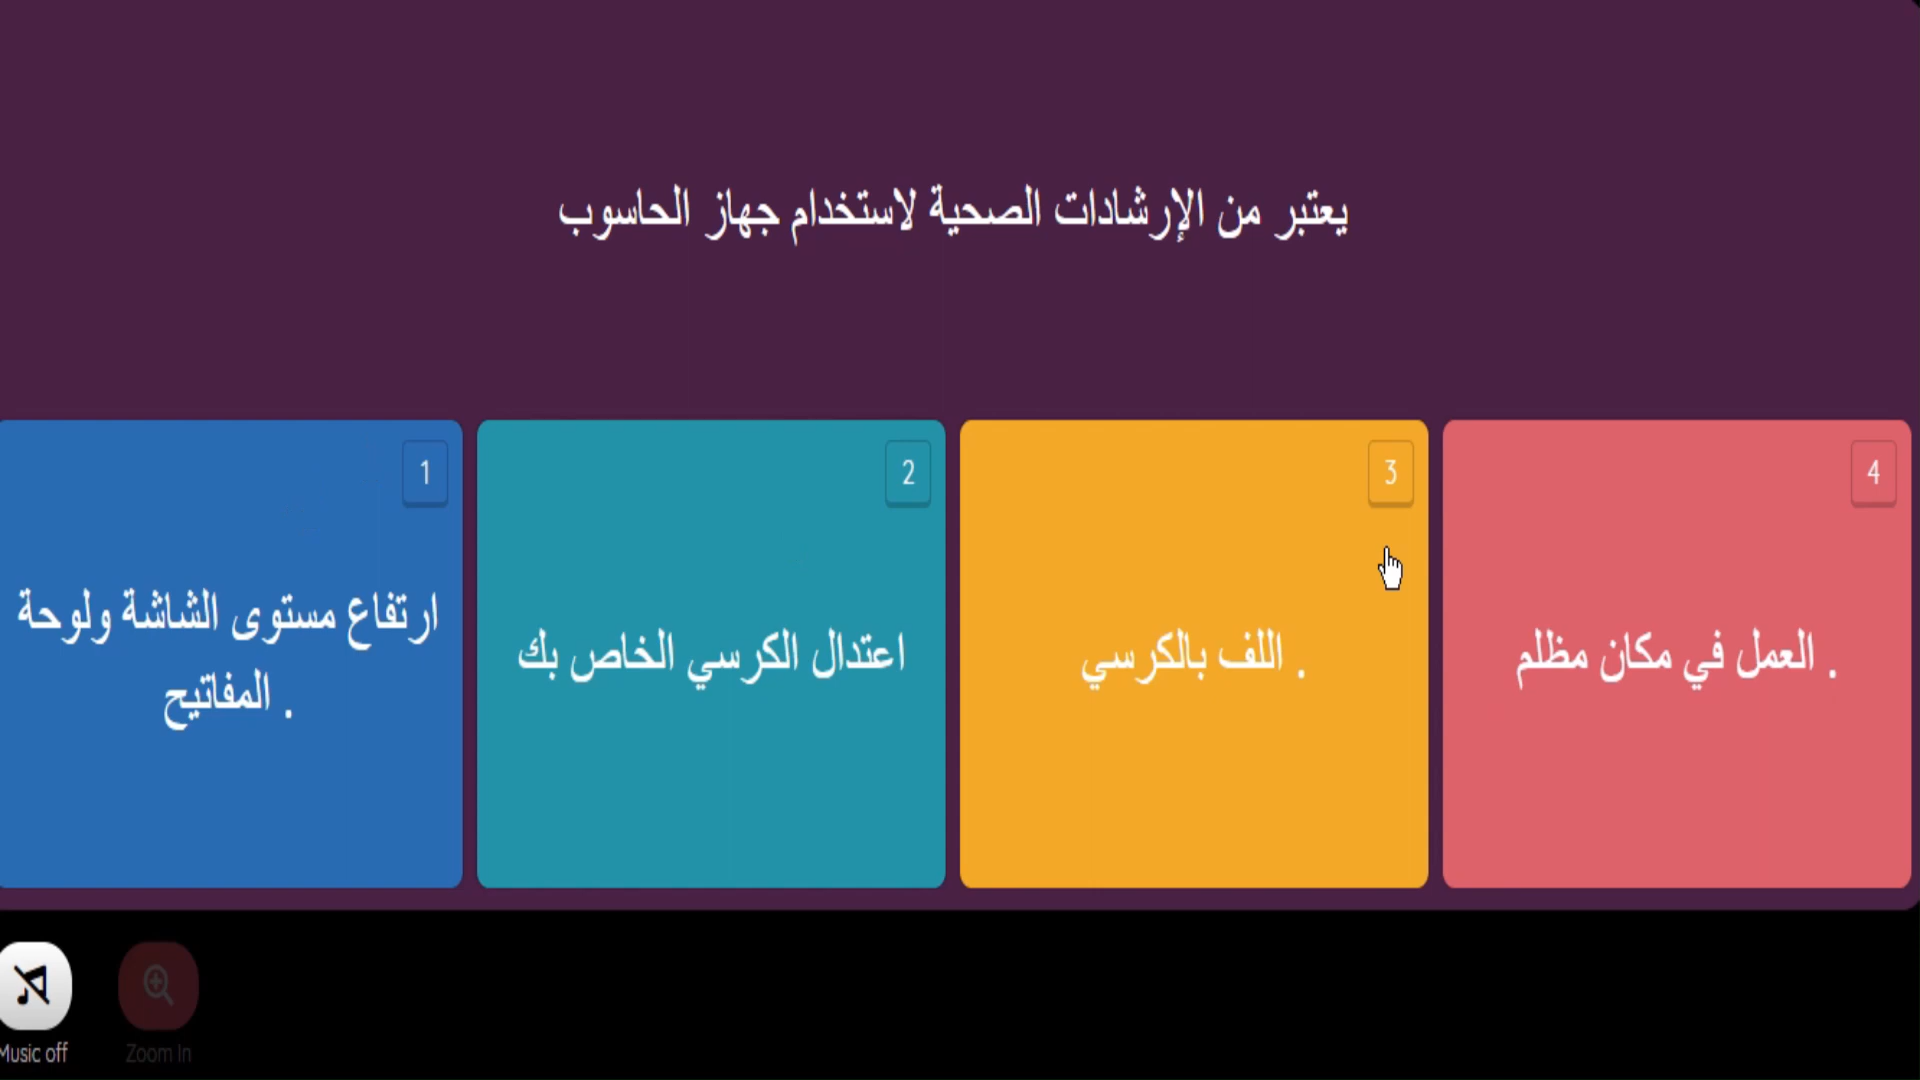 يعتبر من الإرشادات الصحية لاستخدام جهاز الحاسوب
1
ارتفاع مستوى الشاشة ولوحة
. المفاتيح
2
اعتدال الكرسي الخاص بك
3
. اللف بالكرسي
4
. العمل في مكان مظلم
Music off
Zoom In